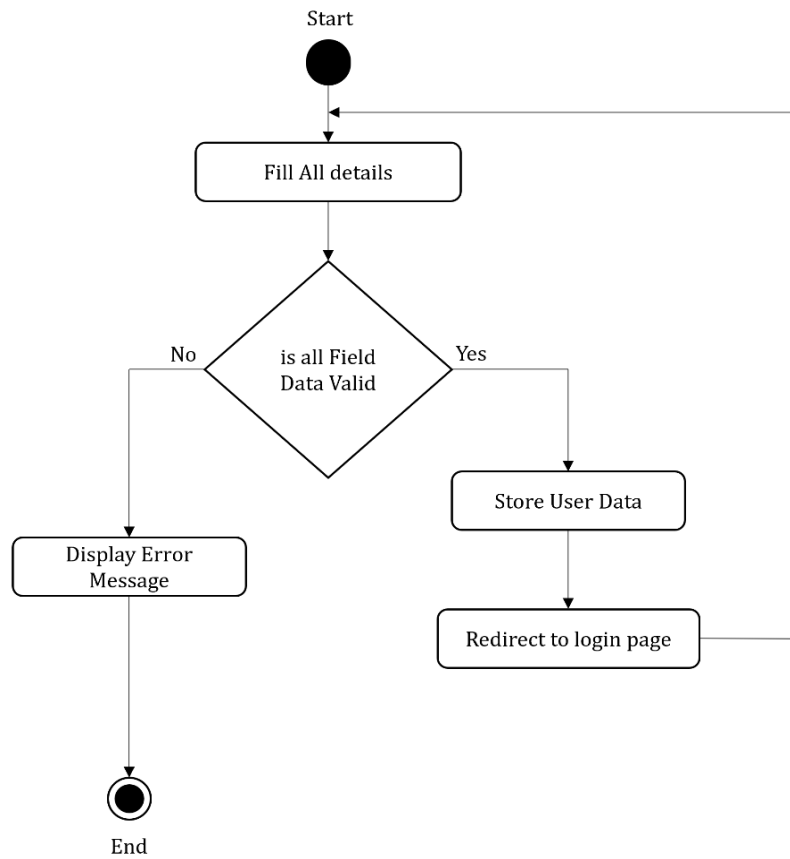 Start
Fill All details
No
Yes
is all Field
Data Valid
Store User Data
Display Error
Message
Redirect to login page
End